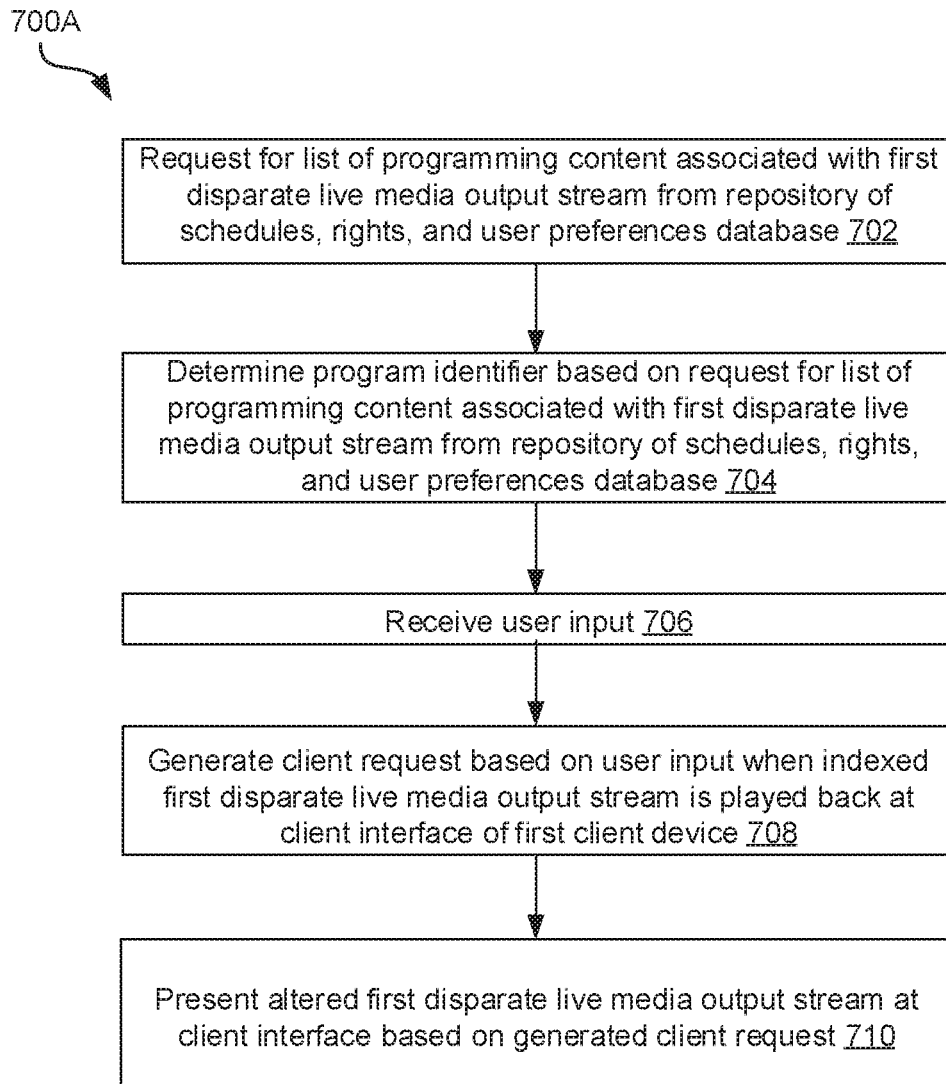 700A
Request for list of programming content associated with first
disparate live media output stream from repository of
schedules, rights, and user preferences database 702
Determine program identifier based on request for list of
programming content associated with first disparate live
media output stream from repository of schedules, rights,
and user preferences database 704
Receive user input 706
Generate client request based on user input when indexed
first disparate live media output stream is played back at
client interface of first client device 708
Present altered first disparate live media output stream at
client interface based on generated client request 710